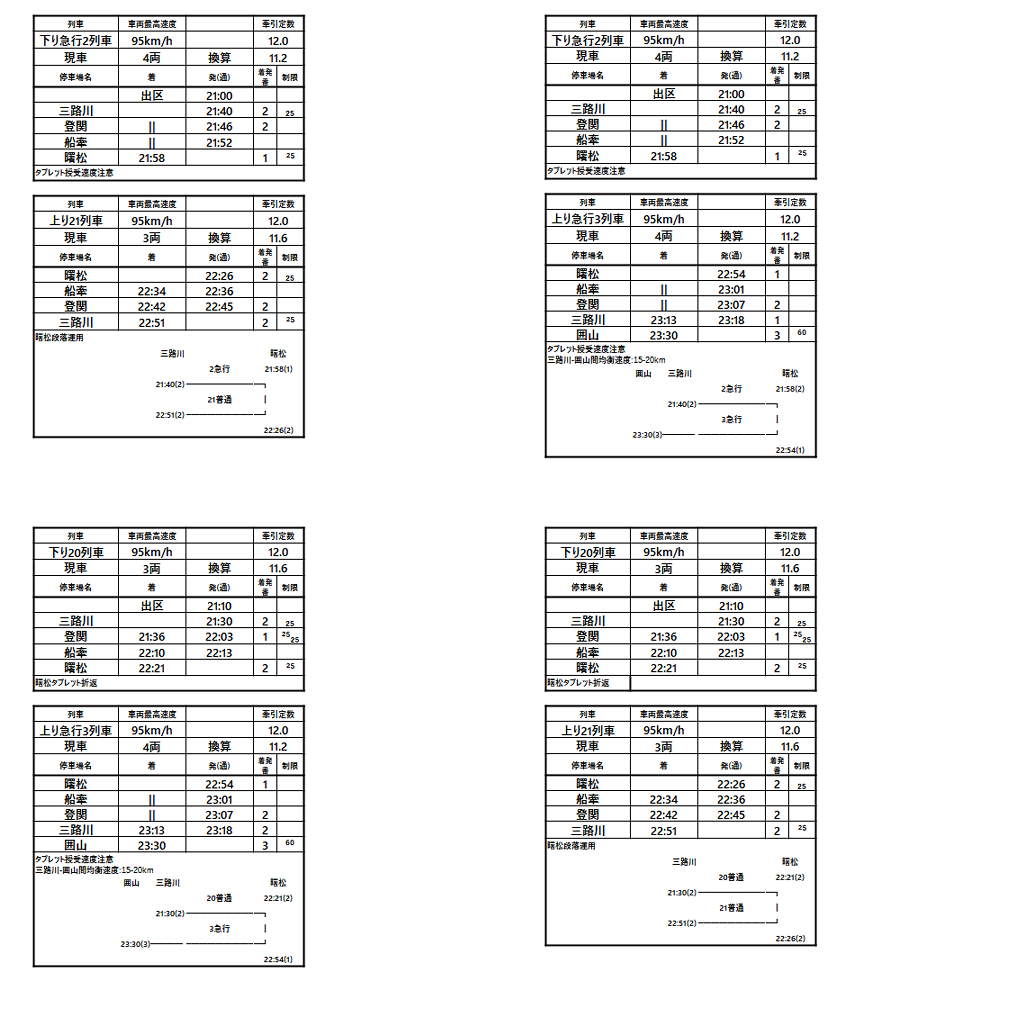 列車 車両最高速度 牽引定数
下り急行2列車 95km/h 12.0
現車 4両 換算 11.2
停車場名 着 発(通) 着発番 制限
出区 21:00
三路川 21:40 2 25
登関 || 21:46 2
船牽 || 21:52
曙松 21:58 1 25
タブレット授受速度注意
列車 車両最高速度 牽引定数
上り21列車 95km/h 12.0
現車 3両 換算 11.6
停車場名 着 発(通) 着発番 制限
曙松 22:26 2 25
船牽 22:34 22:36
登関 22:42 22:45 2
三路川 22:51 2 25
曙松段落運用
三路川 曙松
2急行 21:58(1)
21:40(2)
21普通
22:51(2)
22:26(2)
列車 車両最高速度 牽引定数
下り急行2列車 95km/h 12.0
現車 4両 換算 11.2
停車場名 着 発(通) 着発番 制限
出区 21:00
三路川 21:40 2 25
登関 || 21:46 2
船牽 || 21:52
曙松 21:58 1 25
タブレット授受速度注意
列車 車両最高速度 牽引定数
上り急行3列車 95km/h 12.0
現車 4両 換算 11.2
停車場名 着 発(通) 着発番 制限
曙松 22:54 1
船牽 || 23:01
登関 || 23:07 2
三路川 23:13 23:18 1
囲山 23:30 3 60
タブレット授受速度注意
三路川-囲山間均衡速度:15-20km
囲山 三路川 曙松
2急行 21:58(2)
21:40(2)
3急行
23:30(3)
22:54(1)
列車 車両最高速度 牽引定数
下り20列車 95km/h 12.0
現車 3両 換算 11.6
停車場名 着 発(通) 着発番 制限
出区 21:10
三路川 21:30 2 25
登関 21:36 22:03 1 25 25
船牽 22:10 22:13
曙松 22:21 2 25
曙松タブレット折返
列車 車両最高速度 牽引定数
上り急行3列車 95km/h 12.0
現車 4両 換算 11.2
停車場名 着 発(通) 着発番 制限
曙松 22:54 1
船牽 || 23:01
登関 || 23:07 2
三路川 23:13 23:18 2
囲山 23:30 3 60
タブレット授受速度注意
三路川-囲山間均衡速度:15-20km
囲山 三路川 曙松
20普通 22:21(2)
21:30(2)
3急行
23:30(3)
22:54(1)
列車 車両最高速度 牽引定数
下り20列車 95km/h 12.0
現車 3両 換算 11.6
停車場名 着 発(通) 着発番 制限
出区 21:10
三路川 21:30 2 25
登関 21:36 22:03 1 25 25
船牽 22:10 22:13
曙松 22:21 2 25
曙松タブレット折返
列車 車両最高速度 牽引定数
上り21列車 95km/h 12.0
現車 3両 換算 11.6
停車場名 着 発(通) 着発番 制限
曙松 22:26 2 25
船牽 22:34 22:36
登関 22:42 22:45 2
三路川 22:51 2 25
曙松段落運用
三路川 曙松
20普通 22:21(2)
21:30(2)
21普通
22:51(2)
22:26(2)